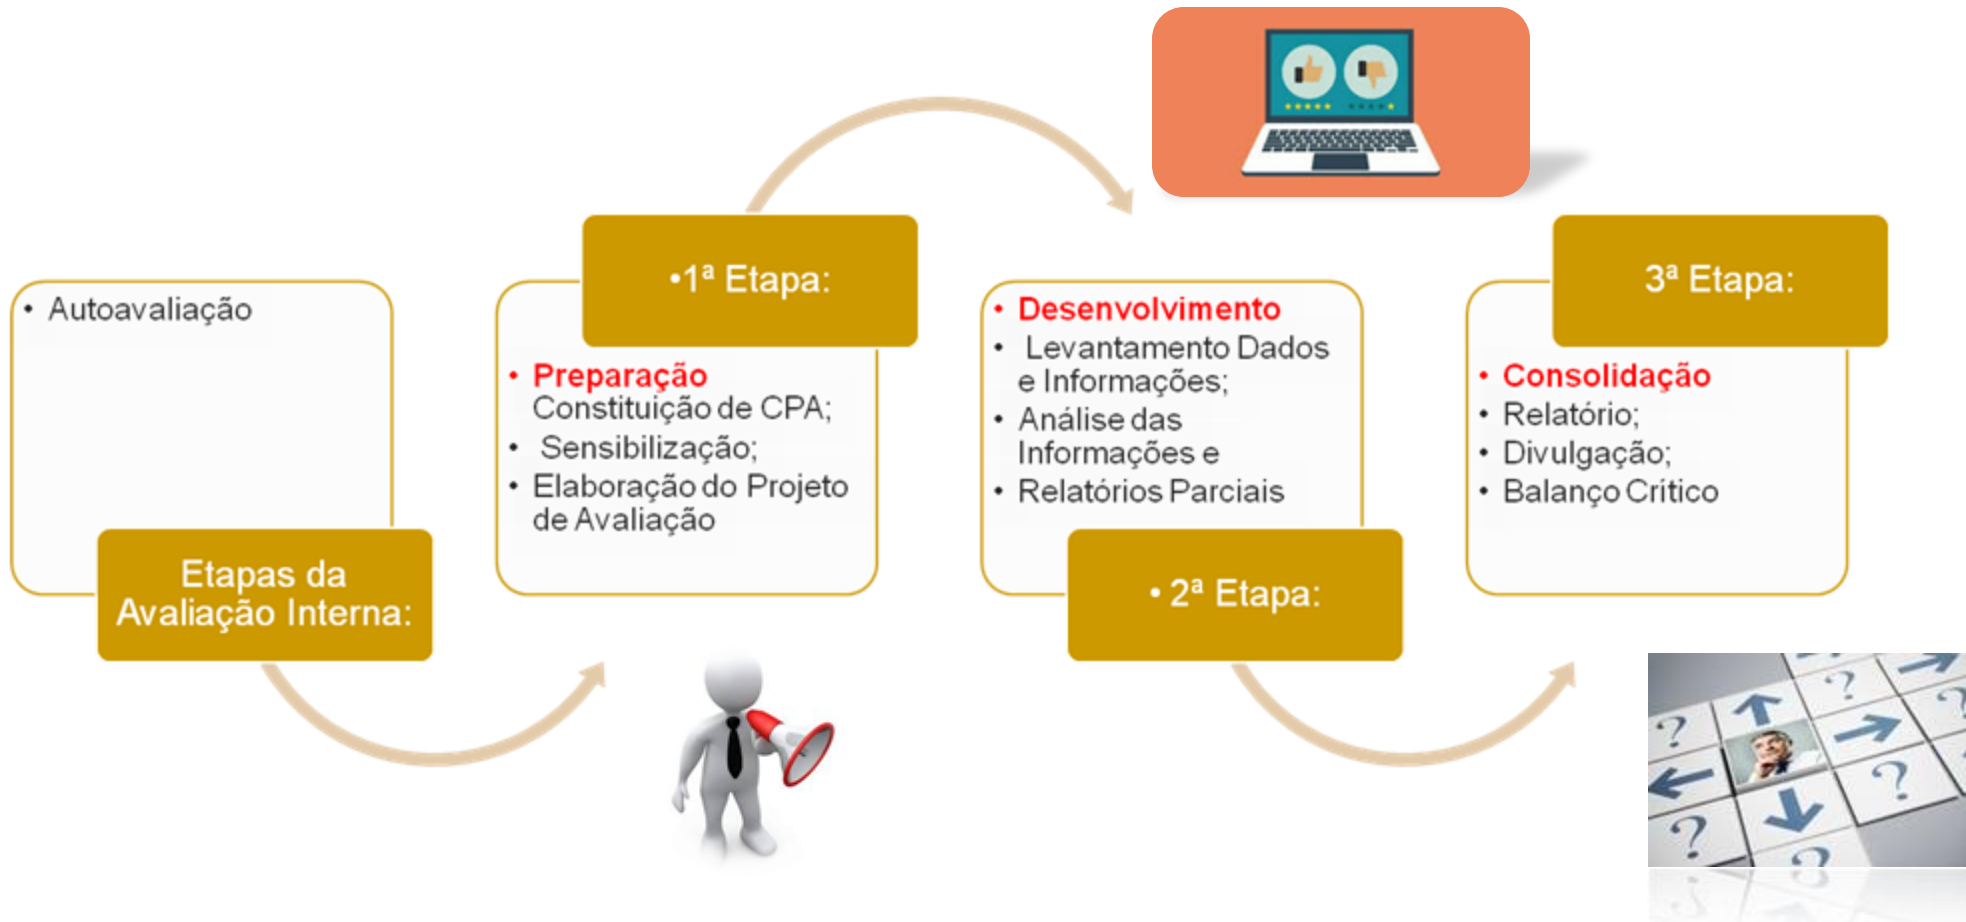 • Autoavaliação
Etapas da
Avaliação Interna:
•1ª Etapa:
• Preparação
Constituição de CPA;
• Sensibilização;
• Elaboração do Projeto
de Avaliação
• Desenvolvimento
• Levantamento Dados
e Informações;
• Análise das
Informações e
• Relatórios Parciais
• 2ª Etapa:
3ª Etapa:
• Consolidação
• Relatório;
• Divulgação;
• Balanço Crítico
?
?
?
?
?
?